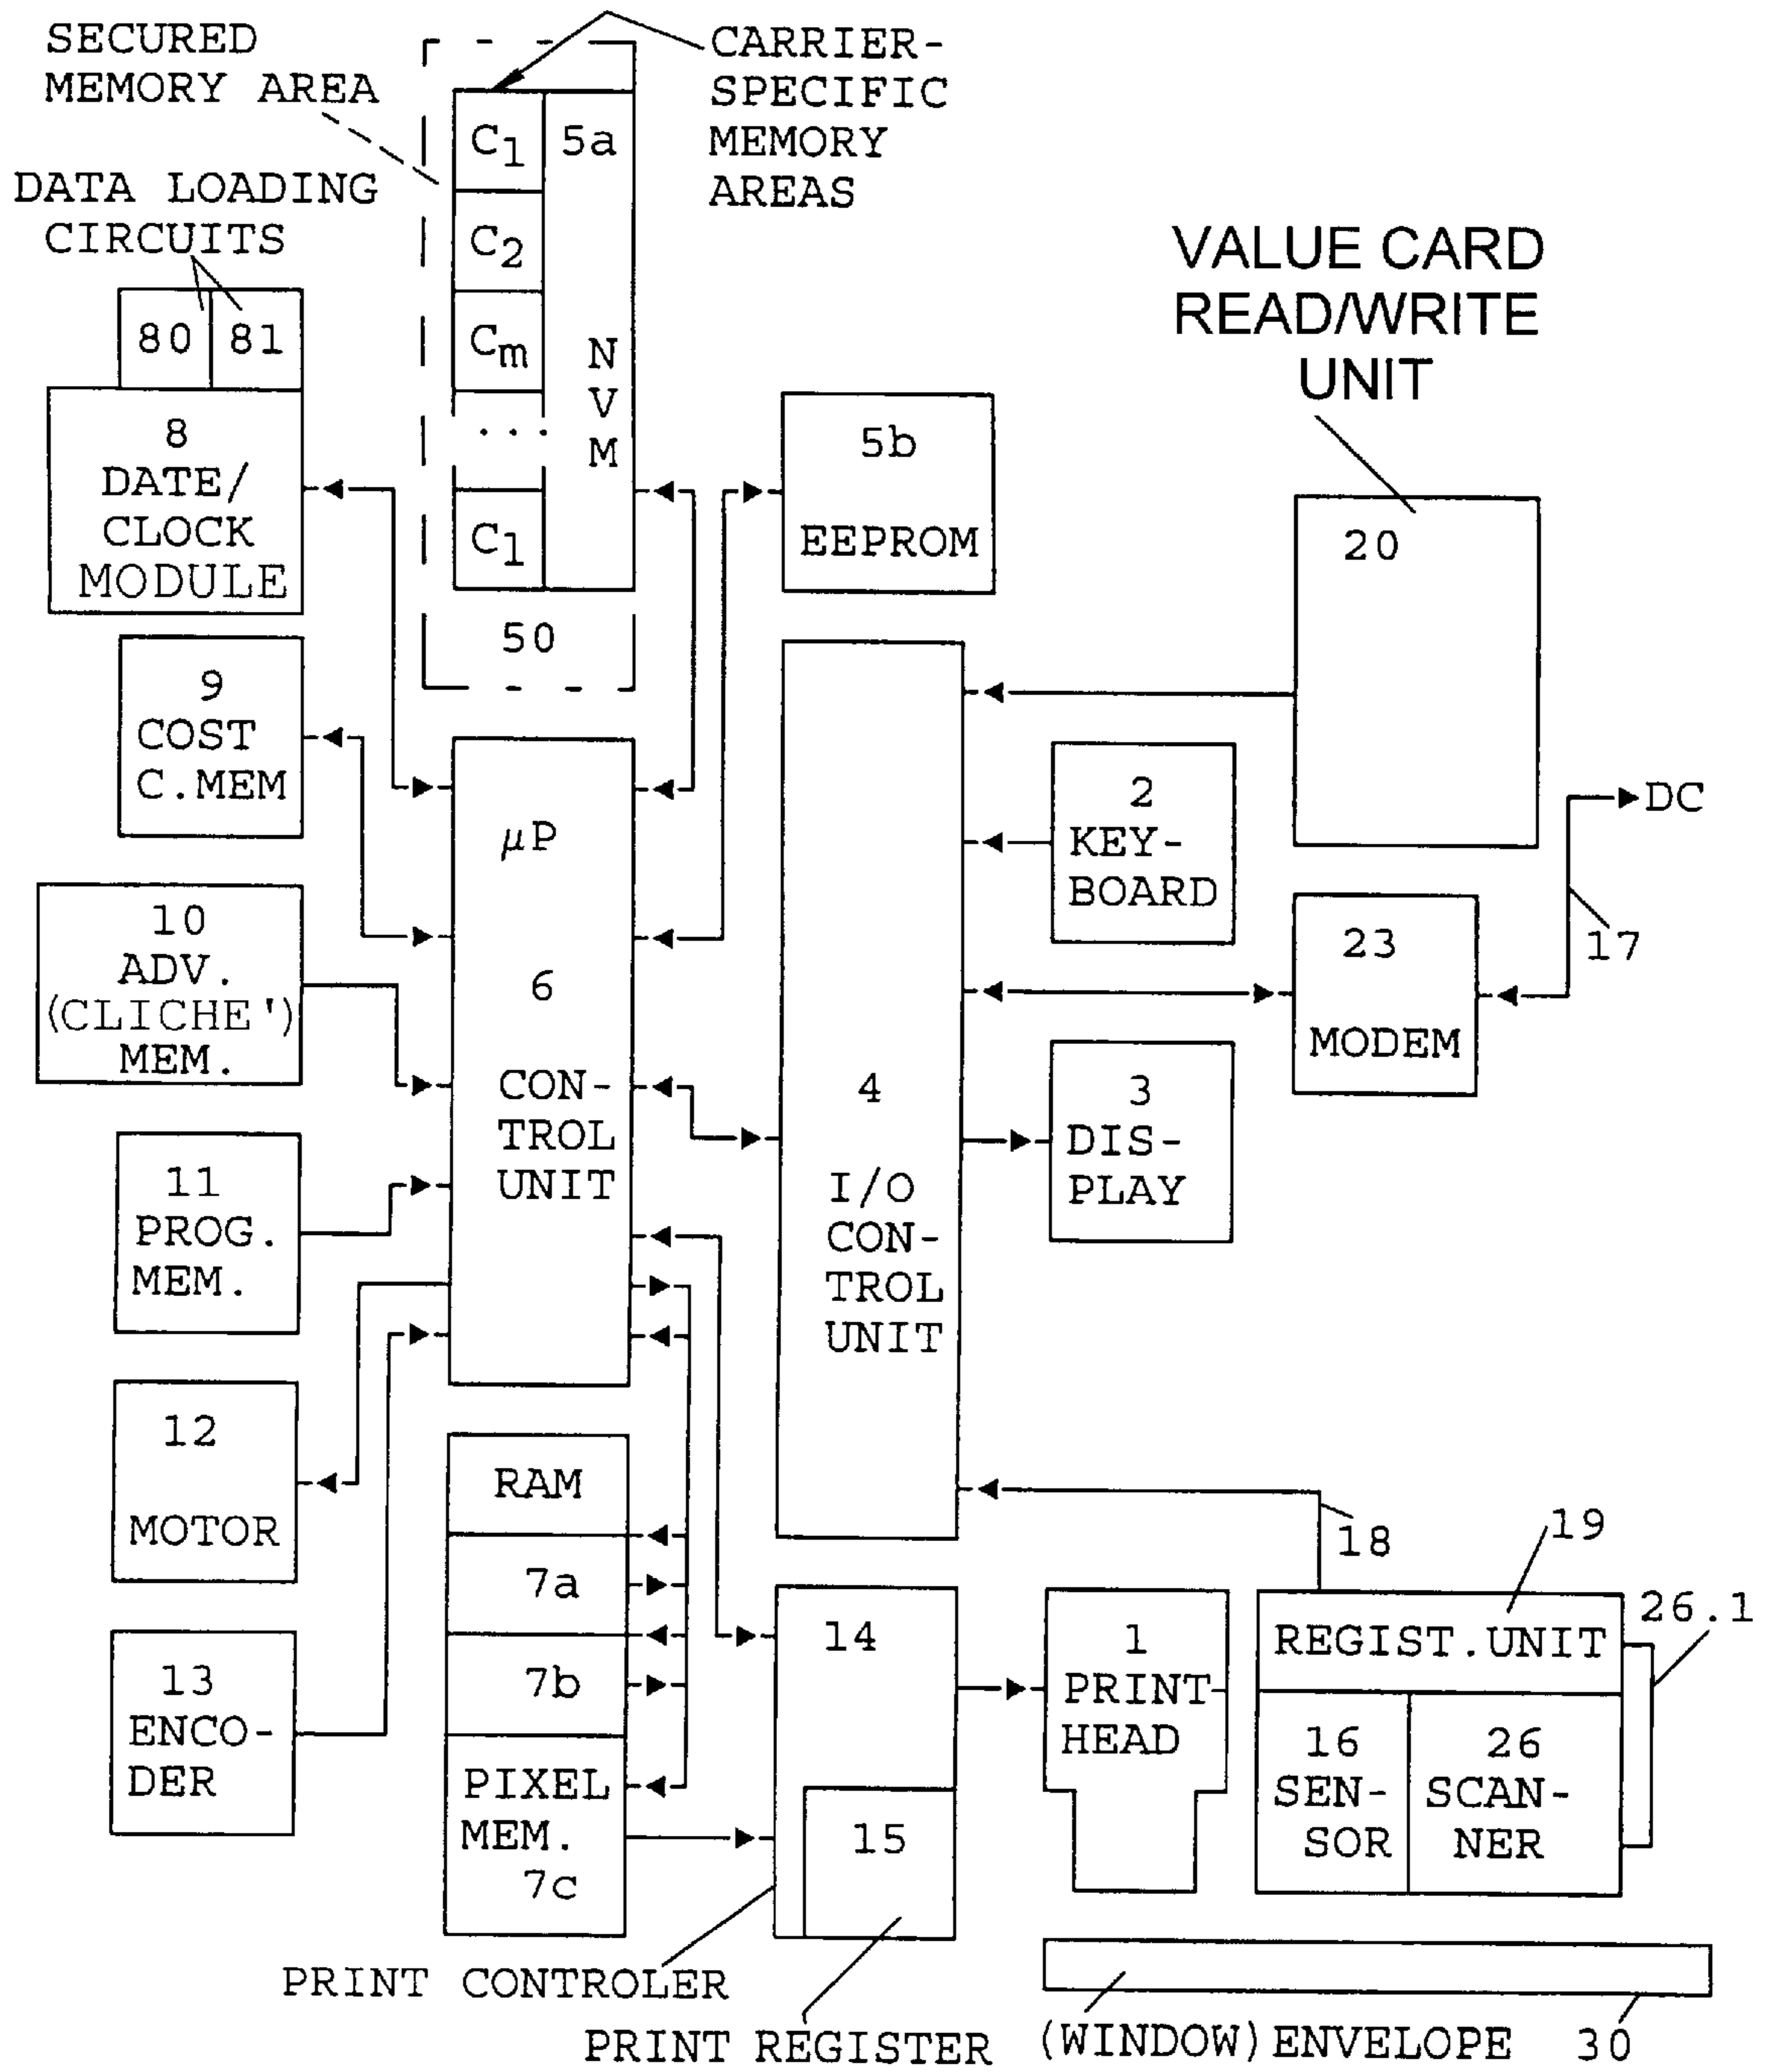 SECURED
MEMORY AREA
CARRIER-
SPECIFIC
MEMORY
AREAS
DATA LOADING
CIRCUITS
C1
5a
C2
Cm
...
C1
NVM
50
80
81
8
DATE/
CLOCK
MODULE
5b
EEPROM
VALUE CARD
READ/WRITE
UNIT
20
9
COST
C.MEM
10
ADV.
(CLICHE')
MEM.
11
PROG.
MEM.
12
MOTOR
13
ENCO-
DER
µP
6
CON-
TROL
UNIT
4
I/O
CON-
TROL
UNIT
2
KEY-
BOARD
DC
17
23
MODEM
3
DIS-
PLAY
RAM
7a
7b
PIXEL
MEM.
7c
14
15
1
PRINT
HEAD
18
19
26.1
REGIST.UNIT
16
SEN-
SOR
26
SCAN-
NER
PRINT CONTROLER
PRINT REGISTER
(WINDOW) ENVELOPE
30